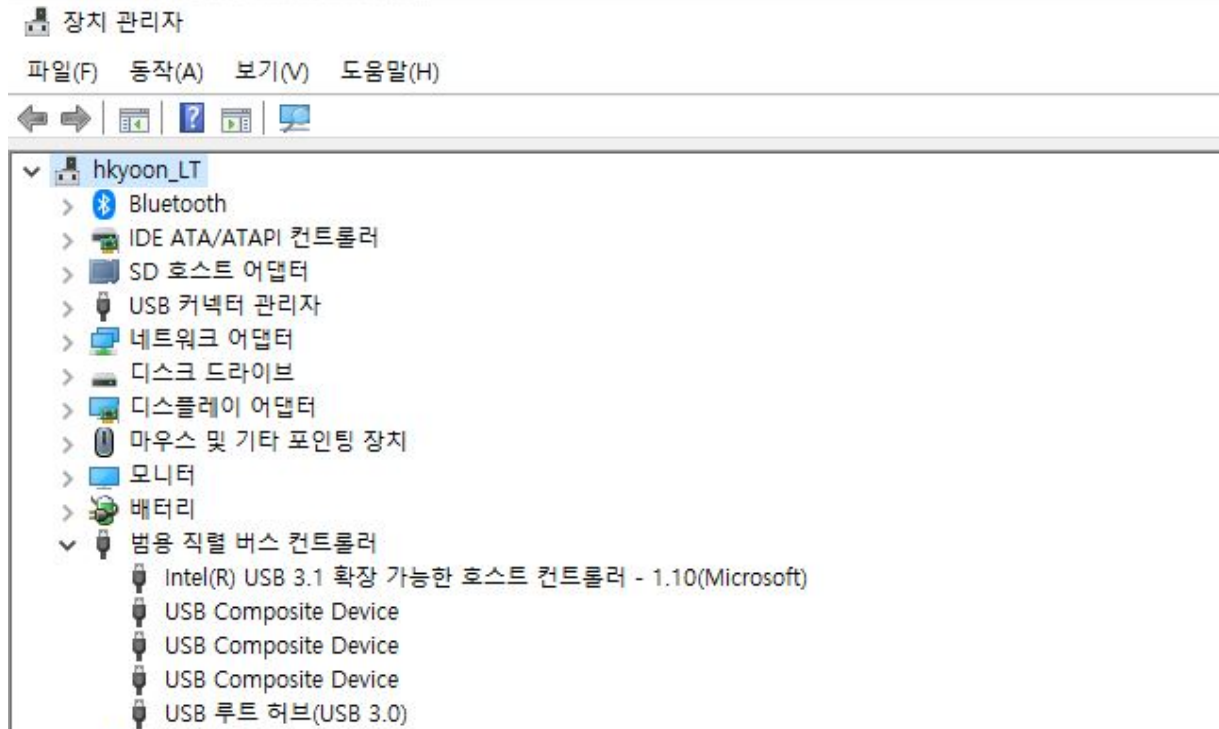 장치 관리자
파일(F) 동작(A) 보기(V) 도움말(H)
hkyoon_LT
Bluetooth
IDE ATA/ATAPI 컨트롤러
SD 호스트 어댑터
USB 커넥터 관리자
네트워크 어댑터
디스크 드라이브
디스플레이 어댑터
마우스 및 기타 포인팅 장치
모니터
배터리
범용 직렬 버스 컨트롤러
Intel(R) USB 3.1 확장 가능한 호스트 컨트롤러 - 1.10(Microsoft)
USB Composite Device
USB Composite Device
USB Composite Device
USB 루트 허브(USB 3.0)